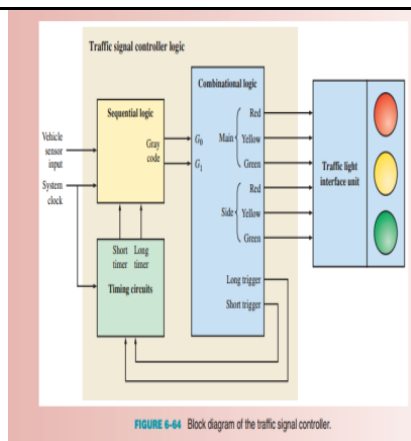 Traffic signal controller logic
Combinational logic
Sequential logic
Vehicle
sensor
input
System
clock
Gray
code
G0
G1
Main
Red
Yellow
Green
Side
Red
Yellow
Green
Long trigger
Short trigger
Short
timer
Long
timer
Timing circuits
Traffic light
interface unit
FIGURE 6-64 Block diagram of the traffic signal controller.